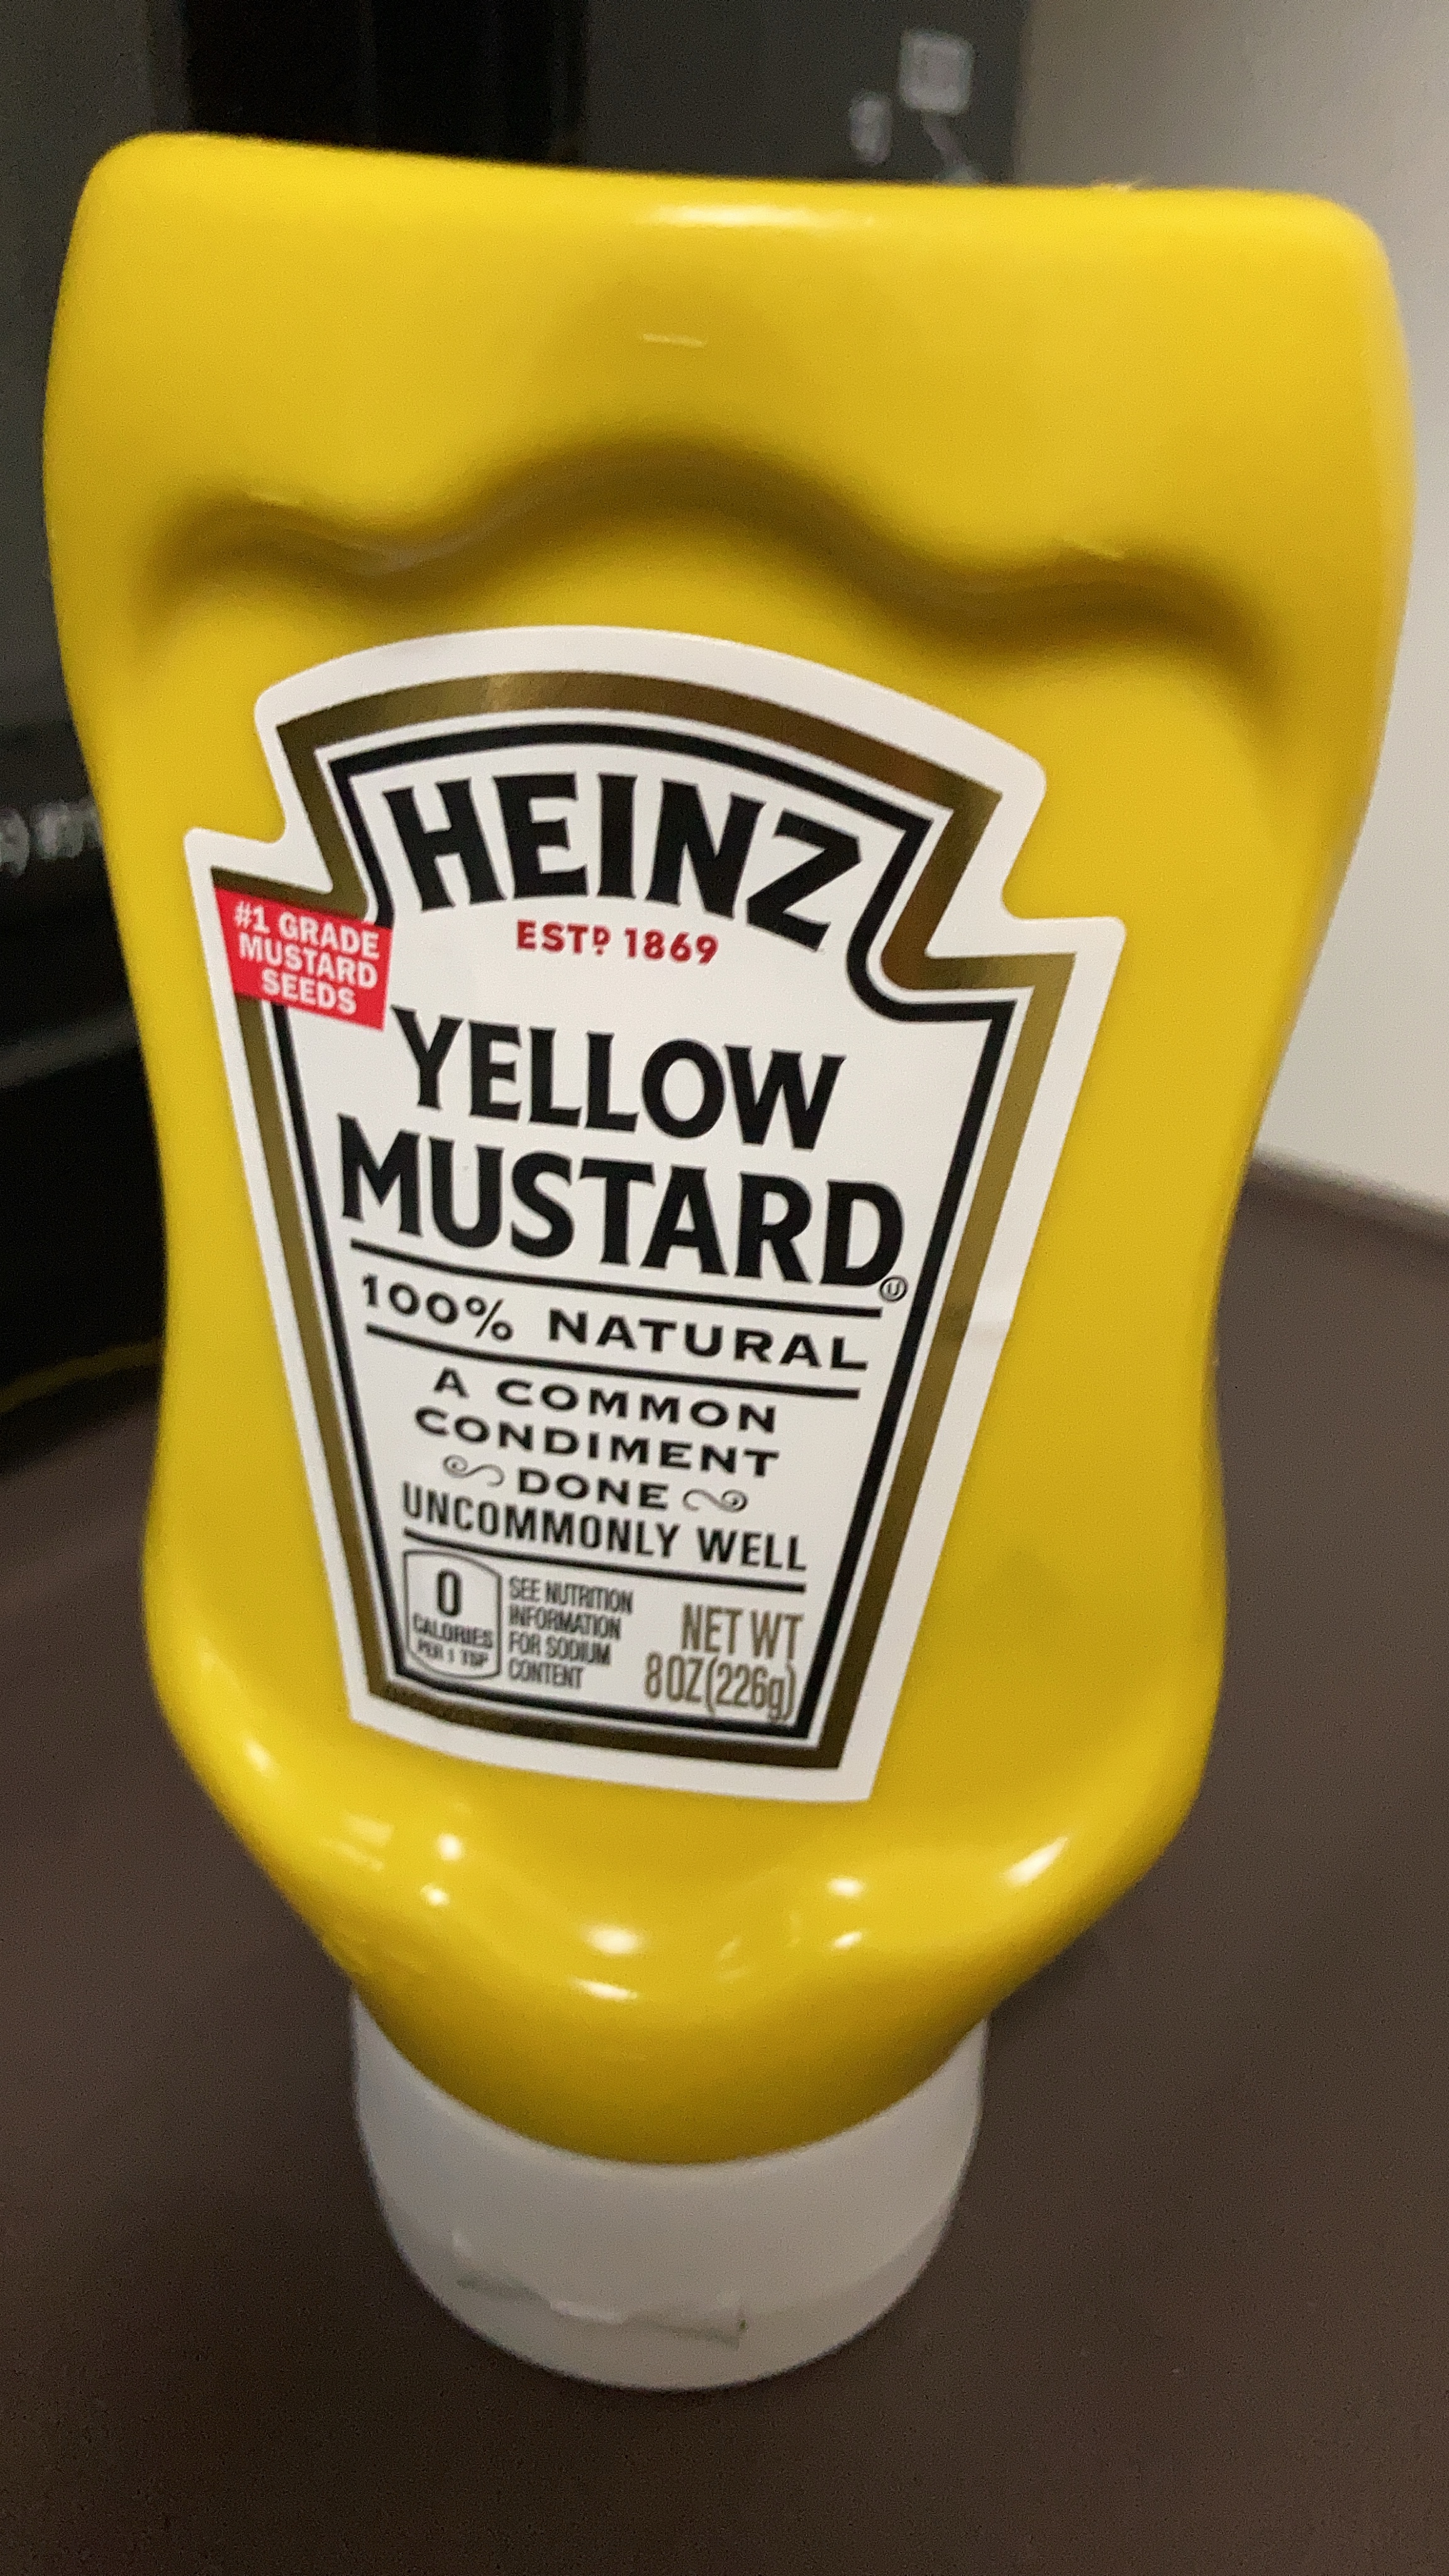 HEINZ
ESTD 1869
#1 GRADE
MUSTARD
SEEDS
YELLOW
MUSTARD
U
100% NATURAL
A COMMON
CONDIMENT
DONE
UNCOMMONLY WELL
0
CALORIES
PER 1 TSP
SEE NUTRITION
INFORMATION
FOR SODIUM
CONTENT
NET WT
8 OZ (226g)